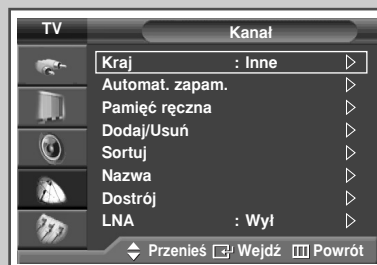 TV
Kanał
Kraj : Inne
Automat. zapam.
Pamięć ręczna
Dodaj/Usuń
Sortuj
Nazwa
Dostrój
LNA : Wył
Przenieś Wejdź Powrót